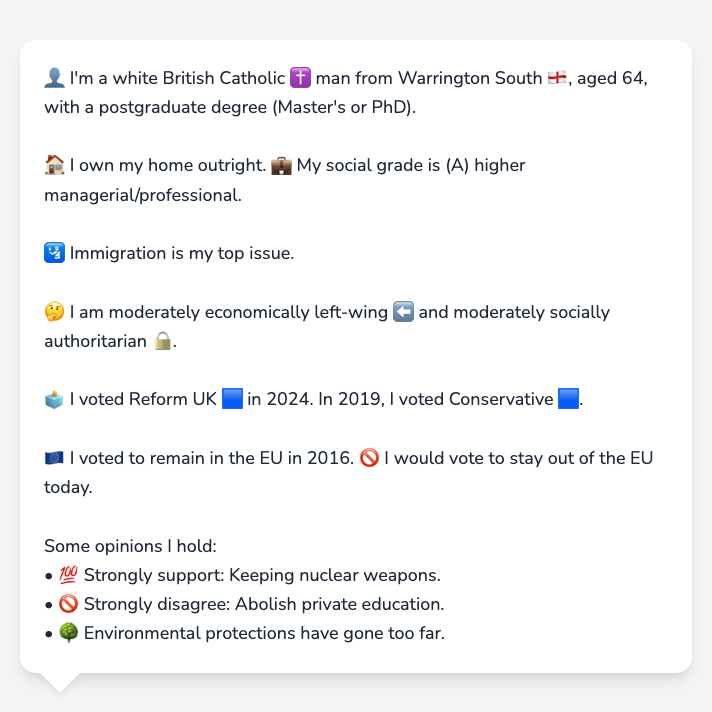 👤 I'm a white British Catholic ✝️ man from Warrington South 🏴󠁧󠁢󠁥󠁮󠁧󠁿, aged 64,
with a postgraduate degree (Master's or PhD).
🏠 I own my home outright. 💼 My social grade is (A) higher
managerial/professional.
🛂 Immigration is my top issue.
🤔 I am moderately economically left-wing ⬅️ and moderately socially
authoritarian 🔒.
🗳️ I voted Reform UK 🟦 in 2024. In 2019, I voted Conservative 🟦.
🇪🇺 I voted to remain in the EU in 2016. 🚫 I would vote to stay out of the EU
today.
Some opinions I hold:
• 💯 Strongly support: Keeping nuclear weapons.
• 🚫 Strongly disagree: Abolish private education.
• 🌳 Environmental protections have gone too far.